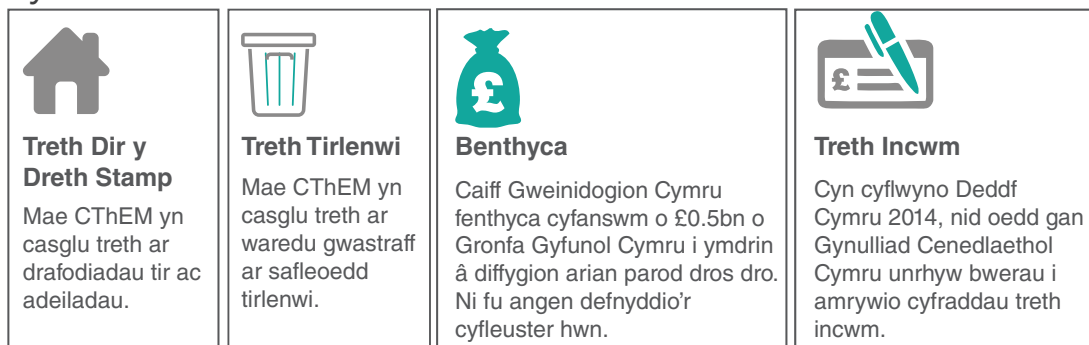 Treth Dir y
Dreth Stamp
Mae CThEM yn
casglu treth ar
drafodiadau tir ac
adeiladau.
Treth Tirlenwi
Mae CThEM yn
casglu treth ar
waredu gwastraff
ar safleoedd
tirlenwi.
£
Benthyca
Caiff Gweinidogion Cymru
fenthyca cyfanswm o £0.5bn o
Gronfa Gyfunol Cymru i ymdrin
â diffygion arian parod dros dro.
Ni fu angen defnyddio’r
cyfleuster hwn.
£
Treth Incwm
Cyn cyflwyno Deddf
Cymru 2014, nid oedd gan
Gynulliad Cenedlaethol
Cymru unrhyw bwerau i
amrywio cyfraddau treth
incwm.